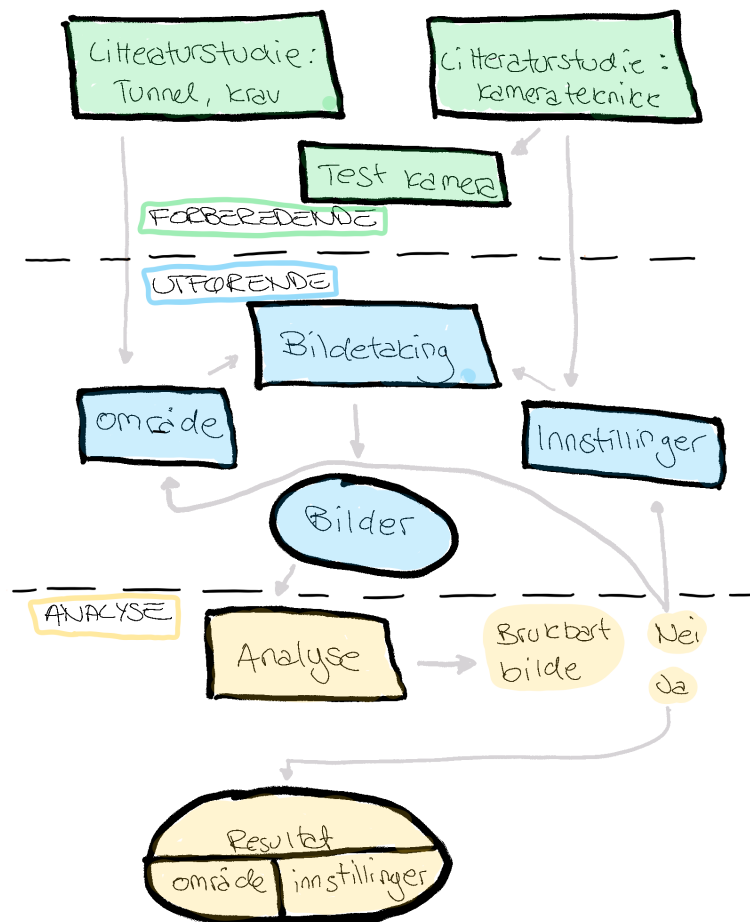 Litteraturstudie:
Tunnel, krav
Litteraturstudie:
kamerateknikk
Test kamera
FORBEREDENDE
UTFØRENDE
Bildetaking
område
Innstillinger
Bilder
ANALYSE
Analyse
Brukbart
bilde
Nei
Ja
Resultat
område
innstillinger